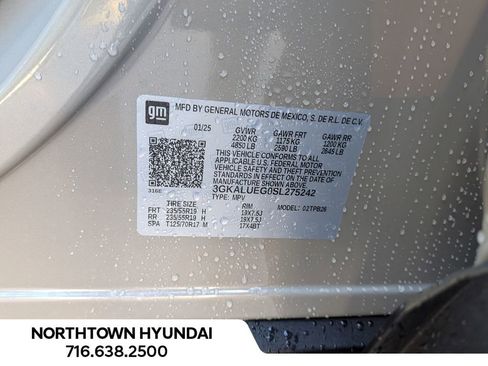 gm
MFD BY GENERAL MOTORS DE MEXICO, S. DE R.L. DE C.V.
01/25 GVWR GAWR FRT GAWR RR
2200 KG 1175 KG 1200 KG
4850 LB 2590 LB 2645 LB
THIS VEHICLE CONFORMS TO ALL
APPLICABLE U.S. FEDERAL MOTOR
VEHICLE SAFETY AND THEFT
PREVENTION STANDARDS IN EFFECT
ON THE DATE OF MANUFACTURE
SHOWN ABOVE.
316E 3GKALUEG0SL275242
TYPE: MPV
TIRE SIZE RIM MODEL: 02TPB26
FRT 235/55R19 H 19X7.5J
RR 235/55R19 H 19X7.5J
SPA T125/70R17 M 17X4BT
NORTHTOWN HYUNDAI
716.638.2500